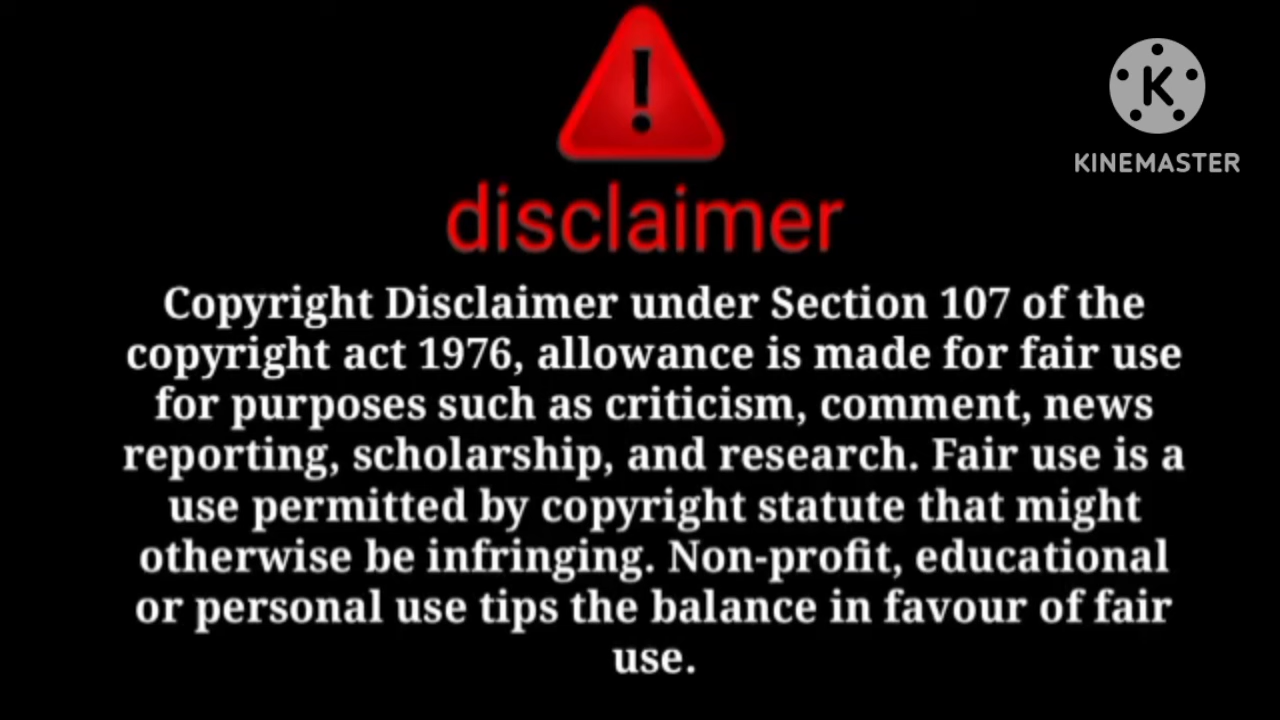 !
K
KINEMASTER
disclaimer
Copyright Disclaimer under Section 107 of the
copyright act 1976, allowance is made for fair use
for purposes such as criticism, comment, news
reporting, scholarship, and research. Fair use is a
use permitted by copyright statute that might
otherwise be infringing. Non-profit, educational
or personal use tips the balance in favour of fair
use.